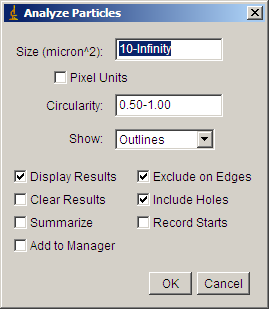 Analyze Particles
Size (micron^2): 10-Infinity
Pixel Units
Circularity: 0.50-1.00
Show: Outlines
Display Results Exclude on Edges
Clear Results Include Holes
Summarize Record Starts
Add to Manager
OK Cancel